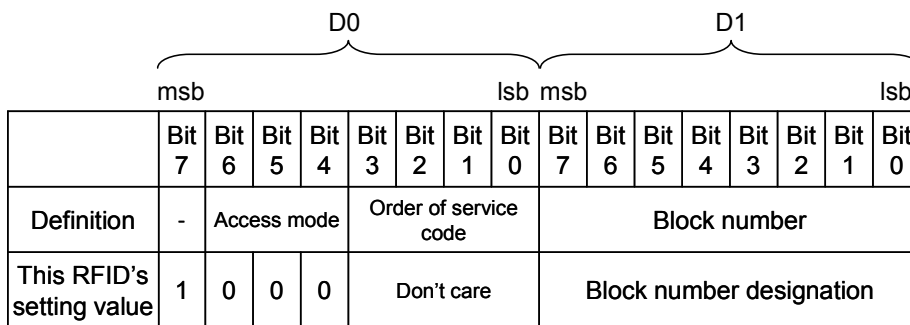 D0 D1
msb lsb msb lsb
Bit 7 Bit 6 Bit 5 Bit 4 Bit 3 Bit 2 Bit 1 Bit 0 Bit 7 Bit 6 Bit 5 Bit 4 Bit 3 Bit 2 Bit 1 Bit 0
Definition - Access mode Order of service code Block number
This RFID's setting value 1 0 0 0 Don't care Block number designation